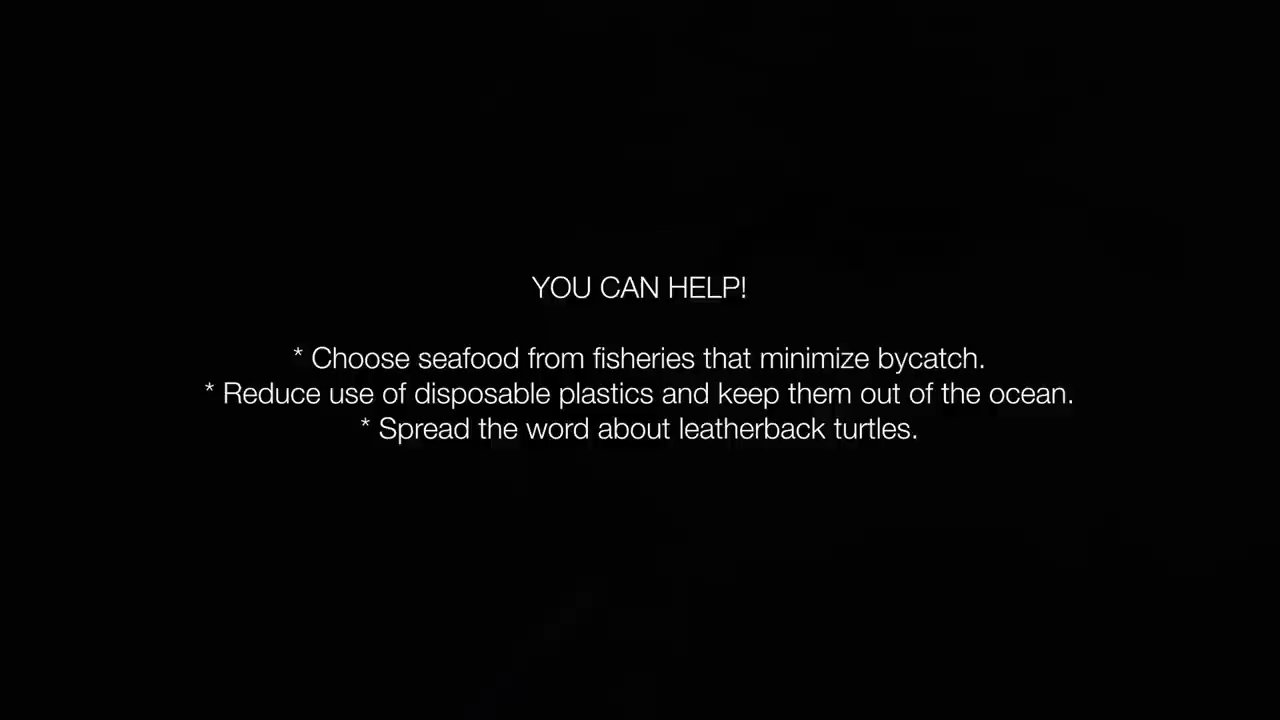 YOU CAN HELP!
* Choose seafood from fisheries that minimize bycatch.
* Reduce use of disposable plastics and keep them out of the ocean.
* Spread the word about leatherback turtles.